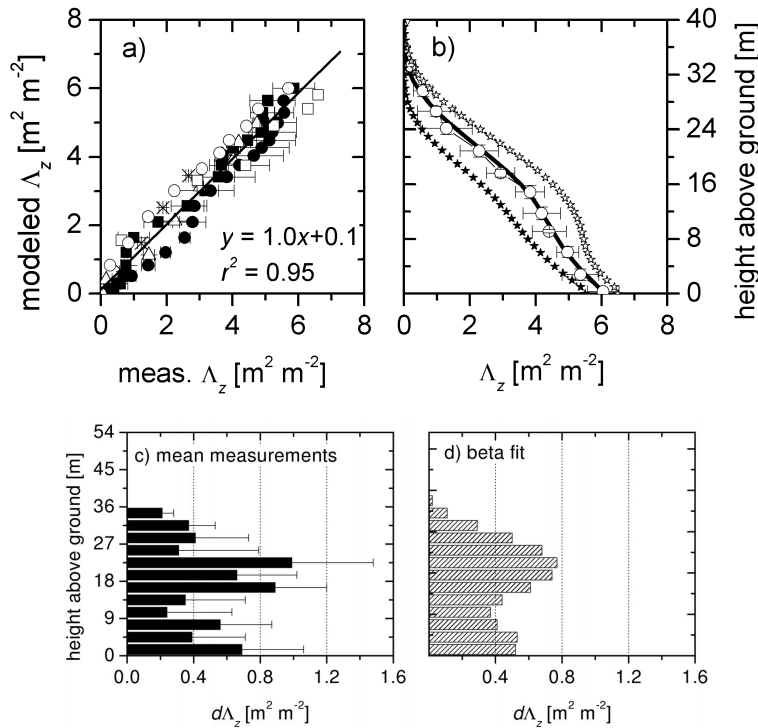 a)
b)
modeled Λz [m² m⁻²]
8
6
4
2
0
y = 1.0x+0.1
r² = 0.95
0 2 4 6 8
meas. Λz [m² m⁻²]
0 2 4 6 8
Λz [m² m⁻²]
40
32
24
16
8
0
height above ground [m]
c) mean measurements
d) beta fit
height above ground [m]
54
45
36
27
18
9
0
0.0 0.4 0.8 1.2 1.6
dΛz [m² m⁻²]
0.4 0.8 1.2 1.6
dΛz [m² m⁻²]